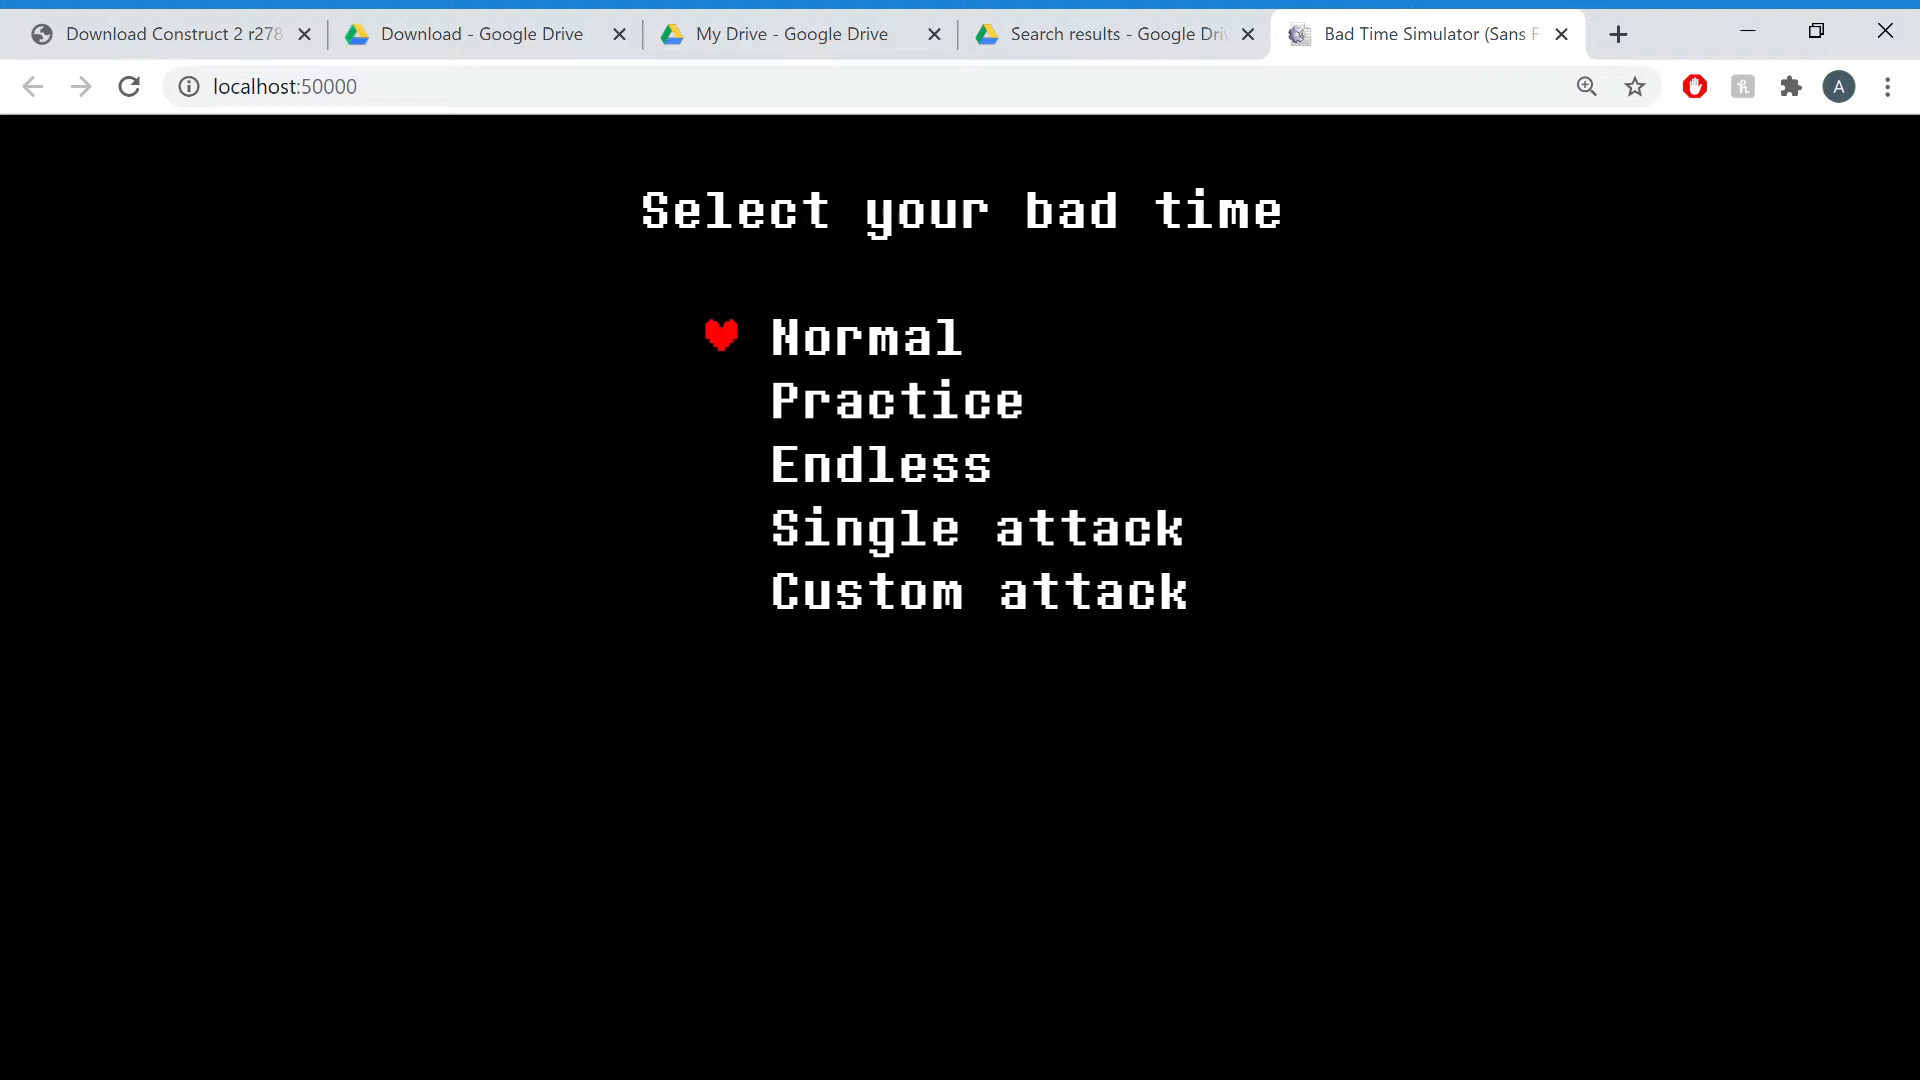 Download Construct 2 r278
Download - Google Drive
My Drive - Google Drive
Search results - Google Dri
Bad Time Simulator (Sans F
localhost:50000
A
Select your bad time
Normal
Practice
Endless
Single attack
Custom attack